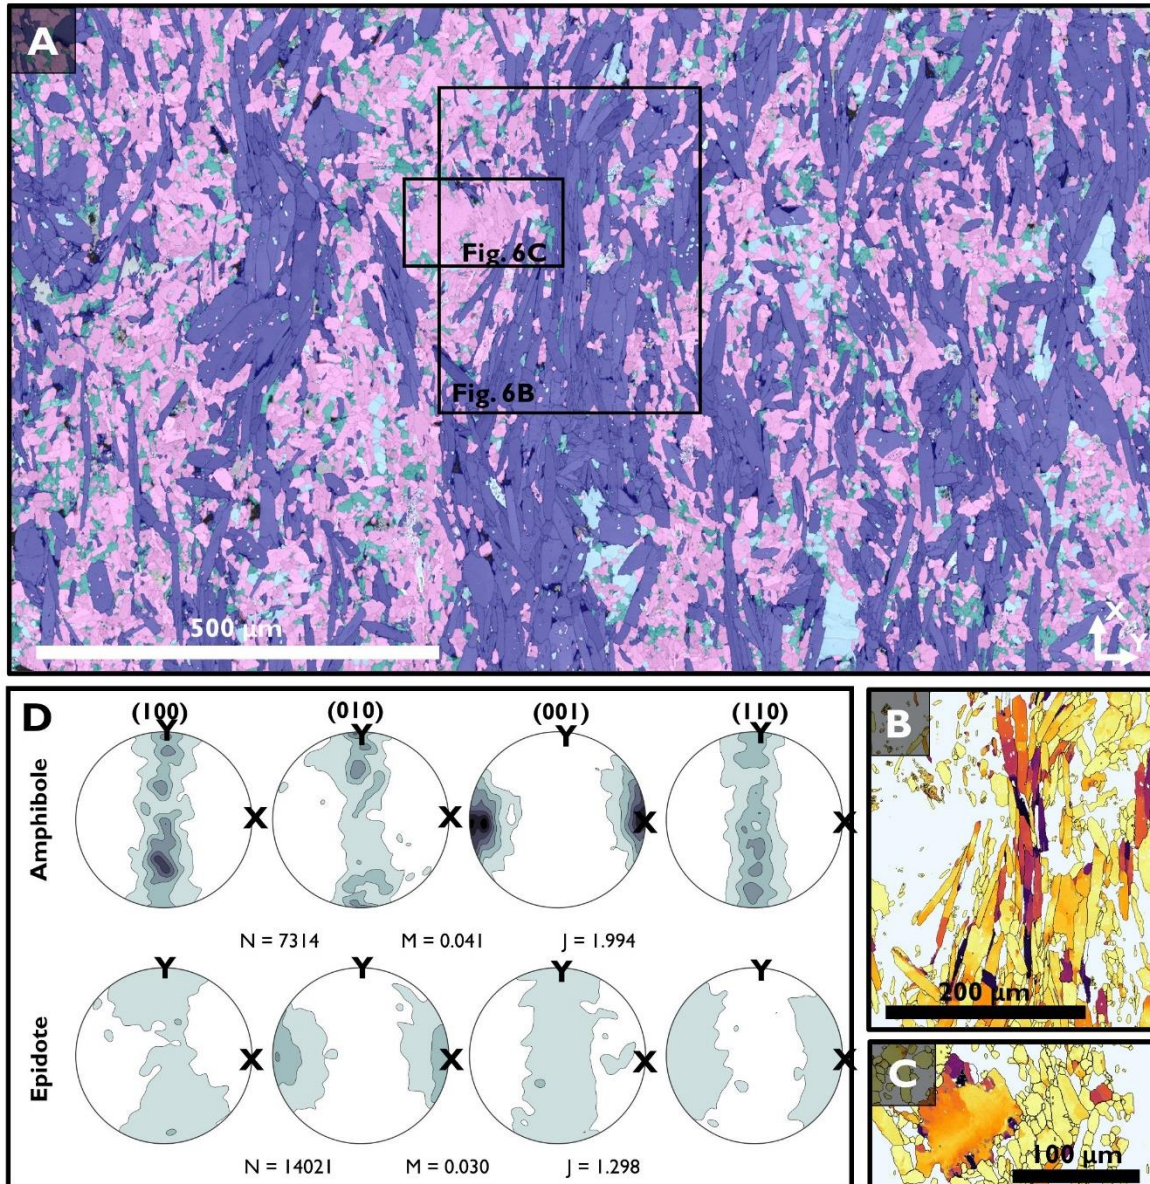 A
Fig. 6C
Fig. 6B
500 µm
X
Y
D
(100) (010) (001) (110)
Y Y Y Y
Amphibole
X X X X
N = 7314 M = 0.041 J = 1.994
Y Y Y Y
Epidote
X X X X
N = 14021 M = 0.030 J = 1.298
B
200 µm
C
100 µm